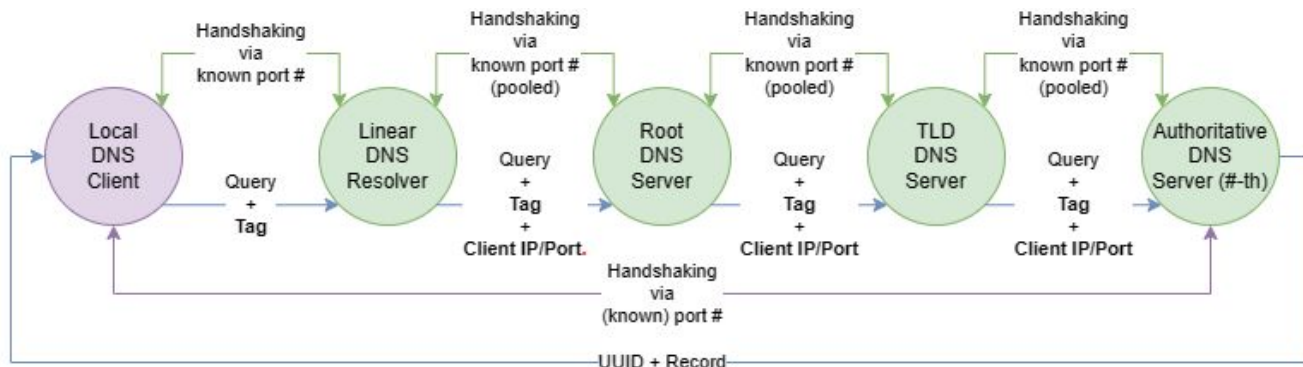 Handshaking
via
known port #
Handshaking
via
known port #
(pooled)
Handshaking
via
known port #
(pooled)
Handshaking
via
known port #
(pooled)
Local
DNS
Client
Linear
DNS
Resolver
Root
DNS
Server
TLD
DNS
Server
Authoritative
DNS
Server (#-th)
Query
+
Tag
Query
+
Tag
+
Client IP/Port.
Query
+
Tag
+
Client IP/Port
Query
+
Tag
+
Client IP/Port
Handshaking
via
(known) port #
UUID + Record